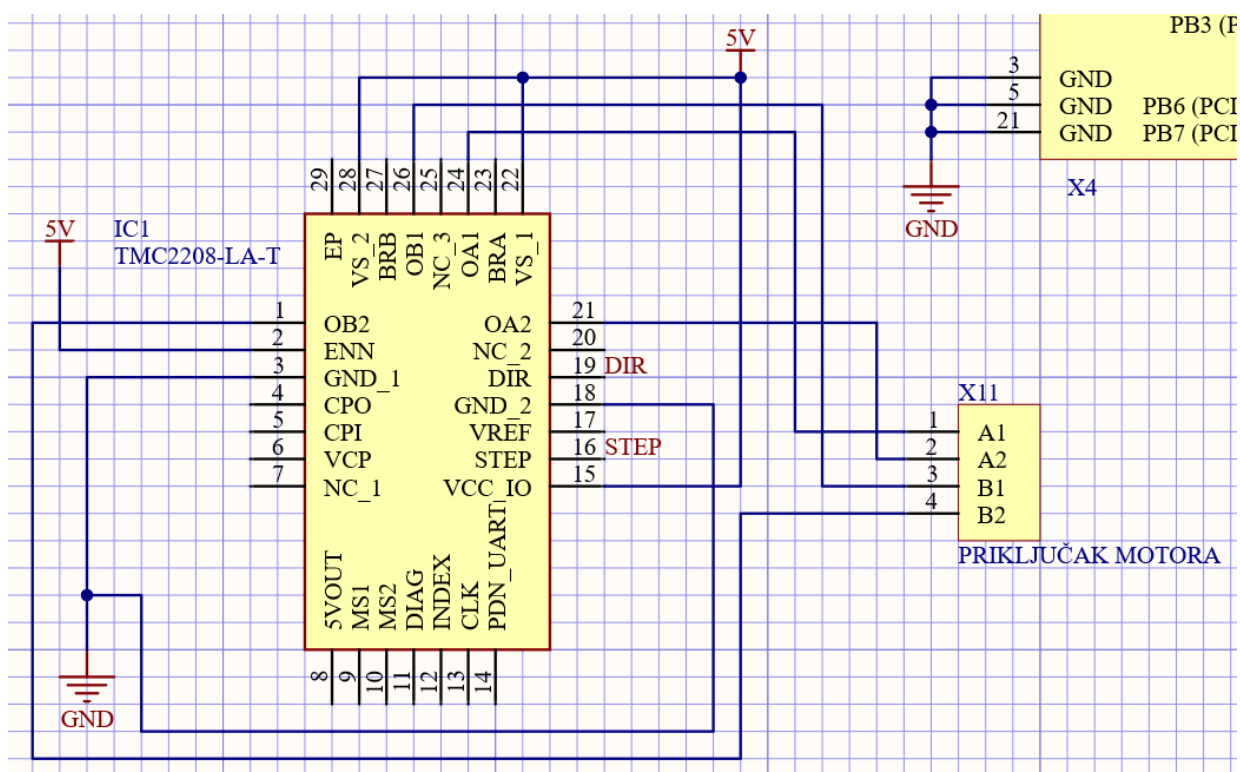 5V
PB3 (P
3
GND
5
GND
PB6 (PCI
21
GND
PB7 (PCI
X4
GND
29
28
27
26
25
24
23
22
5V
IC1
TMC2208-LA-T
EP
VS_2
BRB
OB1
NC_3
OA1
BRA
VS_1
1
OB2
2
ENN
3
GND_1
4
CPO
5
CPI
6
VCP
7
NC_1
OA2
21
NC_2
20
DIR
19
DIR
GND_2
18
VREF
17
STEP
16
STEP
VCC_IO
15
5VOUT
MS1
MS2
DIAG
INDEX
CLK
PDN_UART
8
9
10
11
12
13
14
GND
X11
1
A1
2
A2
3
B1
4
B2
PRIKLJUČAK MOTORA